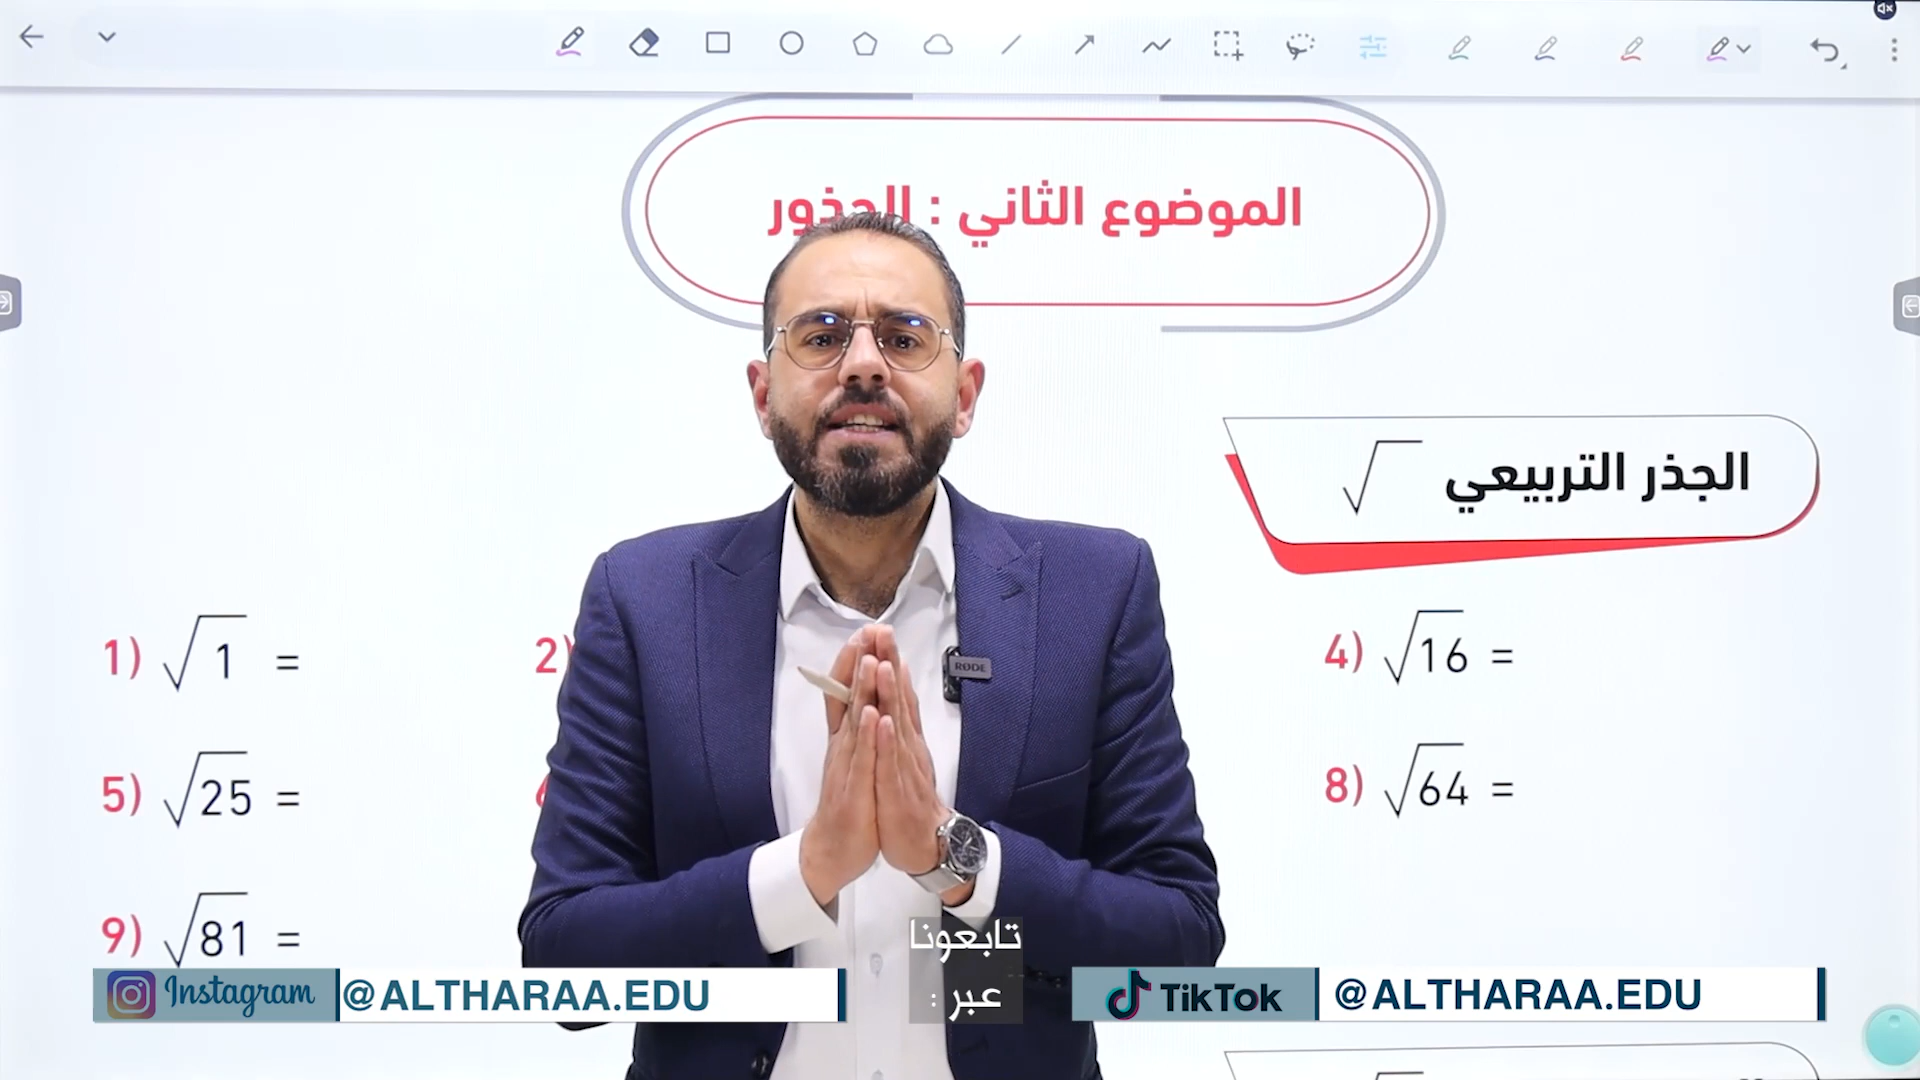 الموضوع الثاني : الجذور
الجذر التربيعي √
1) √1 =
2)
4) √16 =
5) √25 =
8) √64 =
9) √81 =
RØDE
تابعونا
عبر :
Instagram @ALTHARAA.EDU
TikTok @ALTHARAA.EDU